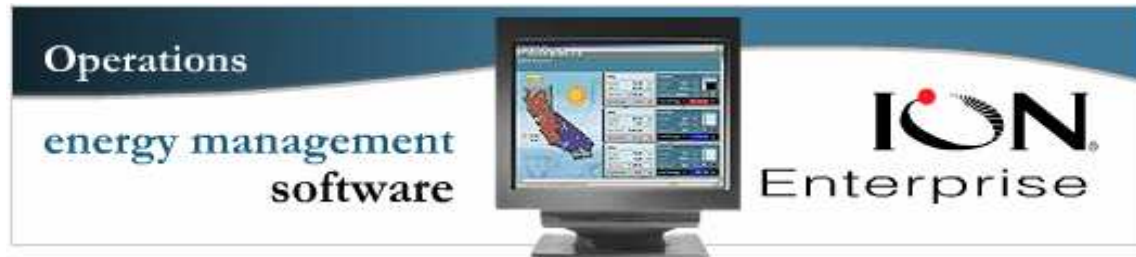 Operations
energy management
software
ION®
Enterprise